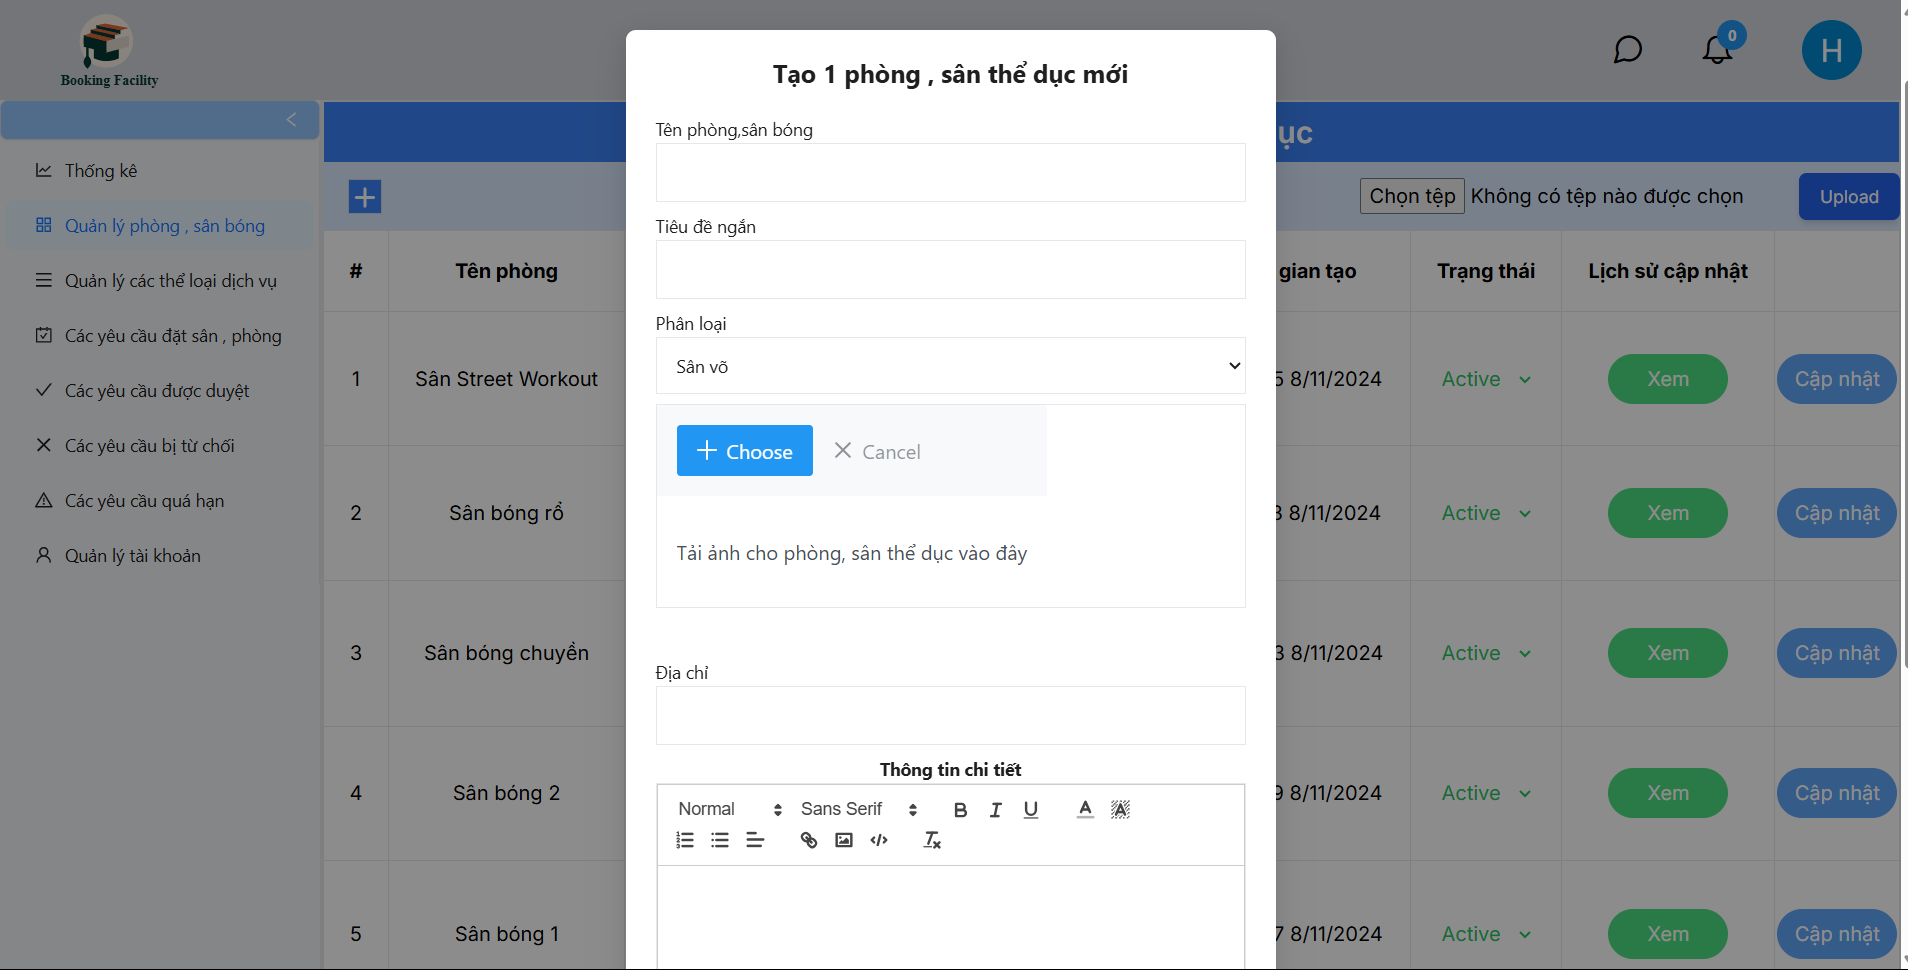 Booking Facility
0
H
Thống kê
Quản lý phòng , sân bóng
Quản lý các thể loại dịch vụ
Các yêu cầu đặt sân , phòng
Các yêu cầu được duyệt
Các yêu cầu bị từ chối
Các yêu cầu quá hạn
Quản lý tài khoản
ục
Chọn tệp Không có tệp nào được chọn
Upload
# Tên phòng gian tạo Trạng thái Lịch sử cập nhật
1 Sân Street Workout 5 8/11/2024 Active Xem Cập nhật
2 Sân bóng rổ 3 8/11/2024 Active Xem Cập nhật
3 Sân bóng chuyền 3 8/11/2024 Active Xem Cập nhật
4 Sân bóng 2 9 8/11/2024 Active Xem Cập nhật
5 Sân bóng 1 7 8/11/2024 Active Xem Cập nhật
Tạo 1 phòng , sân thể dục mới
Tên phòng,sân bóng
Tiêu đề ngắn
Phân loại
Sân võ
Choose Cancel
Tải ảnh cho phòng, sân thể dục vào đây
Địa chỉ
Thông tin chi tiết
Normal Sans Serif